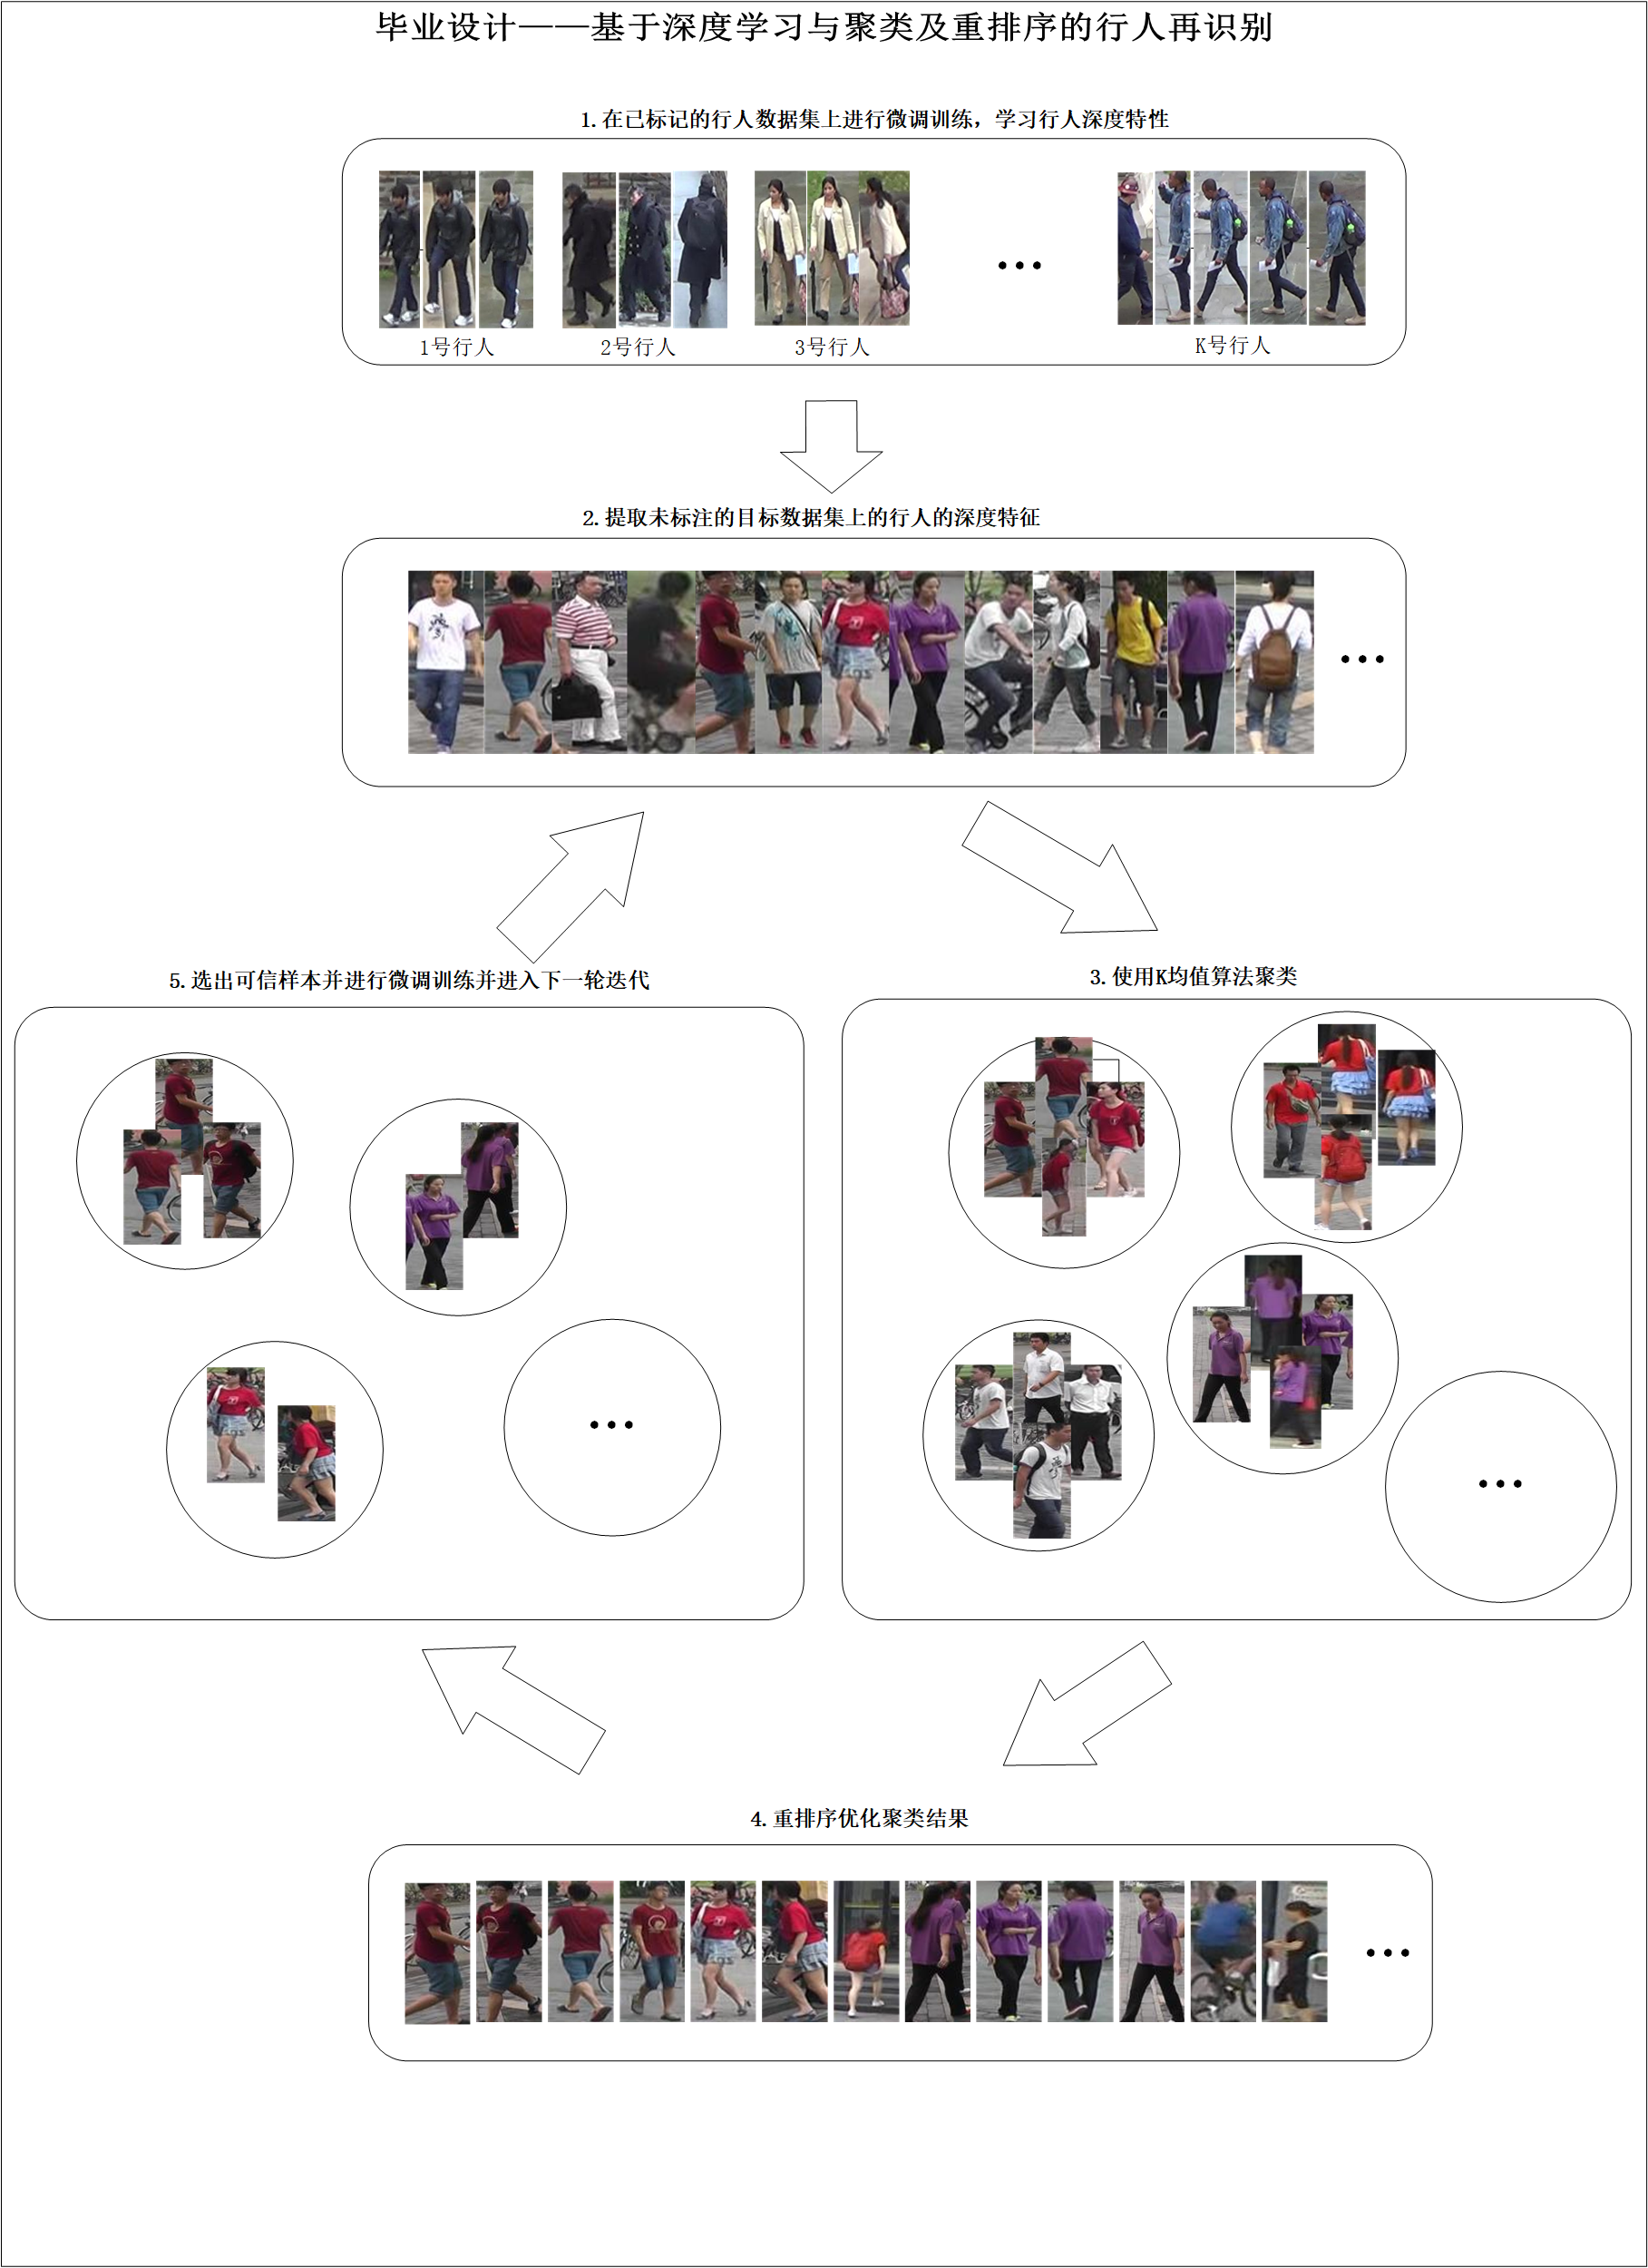 毕业设计——基于深度学习与聚类及重排序的行人再识别
1.在已标记的行人数据集上进行微调训练，学习行人深度特性
1号行人
2号行人
3号行人
...
K号行人
2.提取未标注的目标数据集上的行人的深度特征
...
5.选出可信样本并进行微调训练并进入下一轮迭代
3.使用K均值算法聚类
...
...
4.重排序优化聚类结果
...